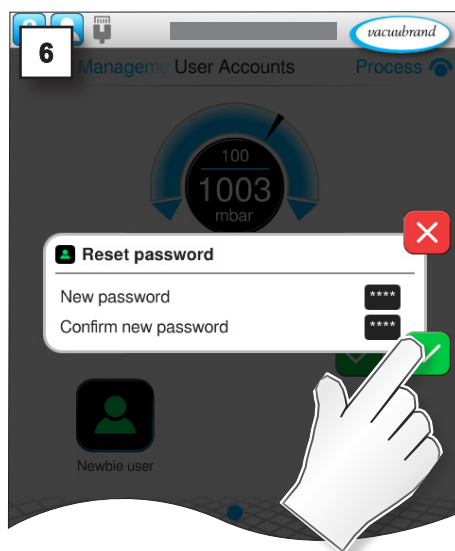 6
vacuubrand
Manageme User Accounts Process
100
1003
mbar
Reset password
New password ****
Confirm new password ****
Newbie user